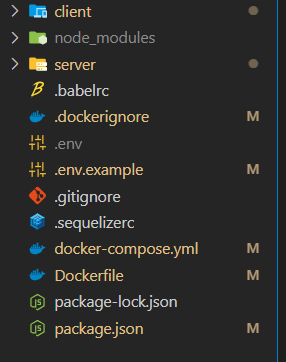 client
node_modules
server
.babelrc
.dockerignore M
.env
.env.example M
.gitignore
.sequelizerc
docker-compose.yml M
Dockerfile M
package-lock.json
package.json M